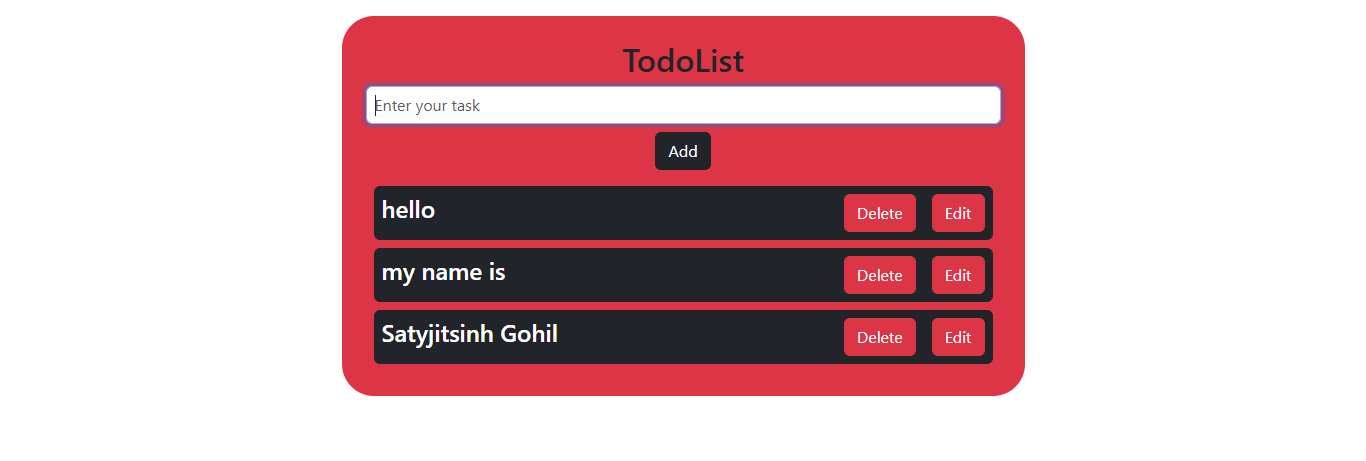 TodoList
Enter your task
Add
hello Delete Edit
my name is Delete Edit
Satyjitsinh Gohil Delete Edit